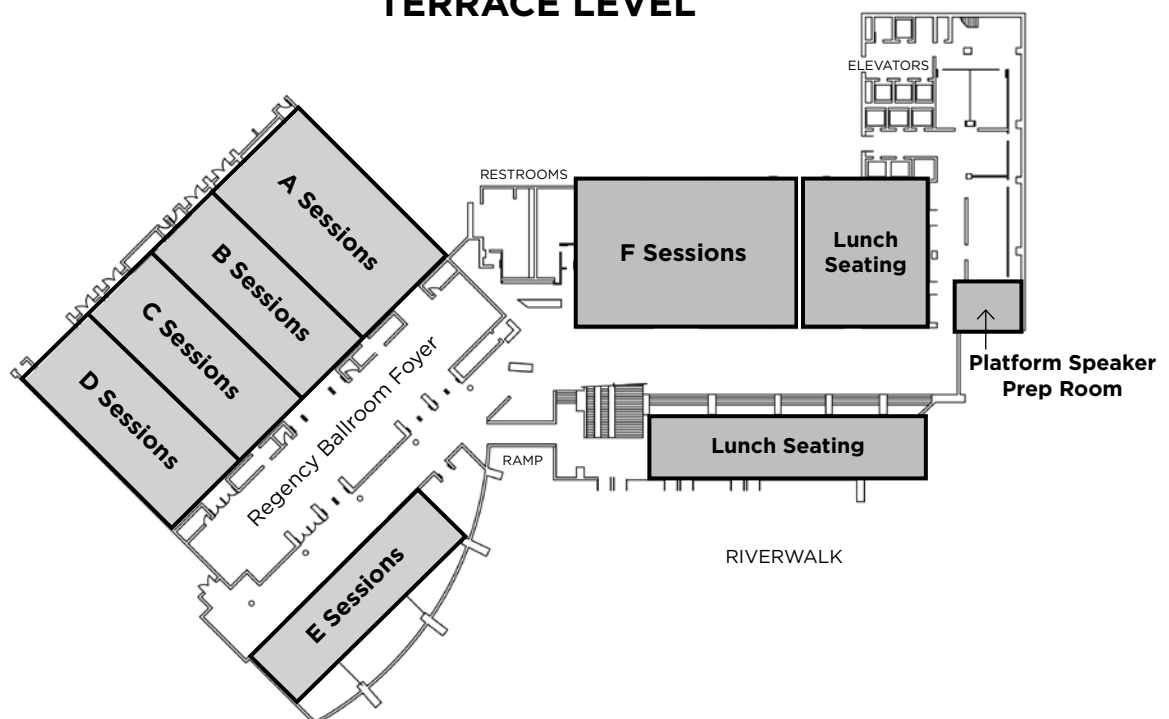 TERRACE LEVEL
ELEVATORS
RESTROOMS
A Sessions
B Sessions
C Sessions
D Sessions
F Sessions
Lunch
Seating
Platform Speaker
Prep Room
Regency Ballroom Foyer
Lunch Seating
RAMP
E Sessions
RIVERWALK